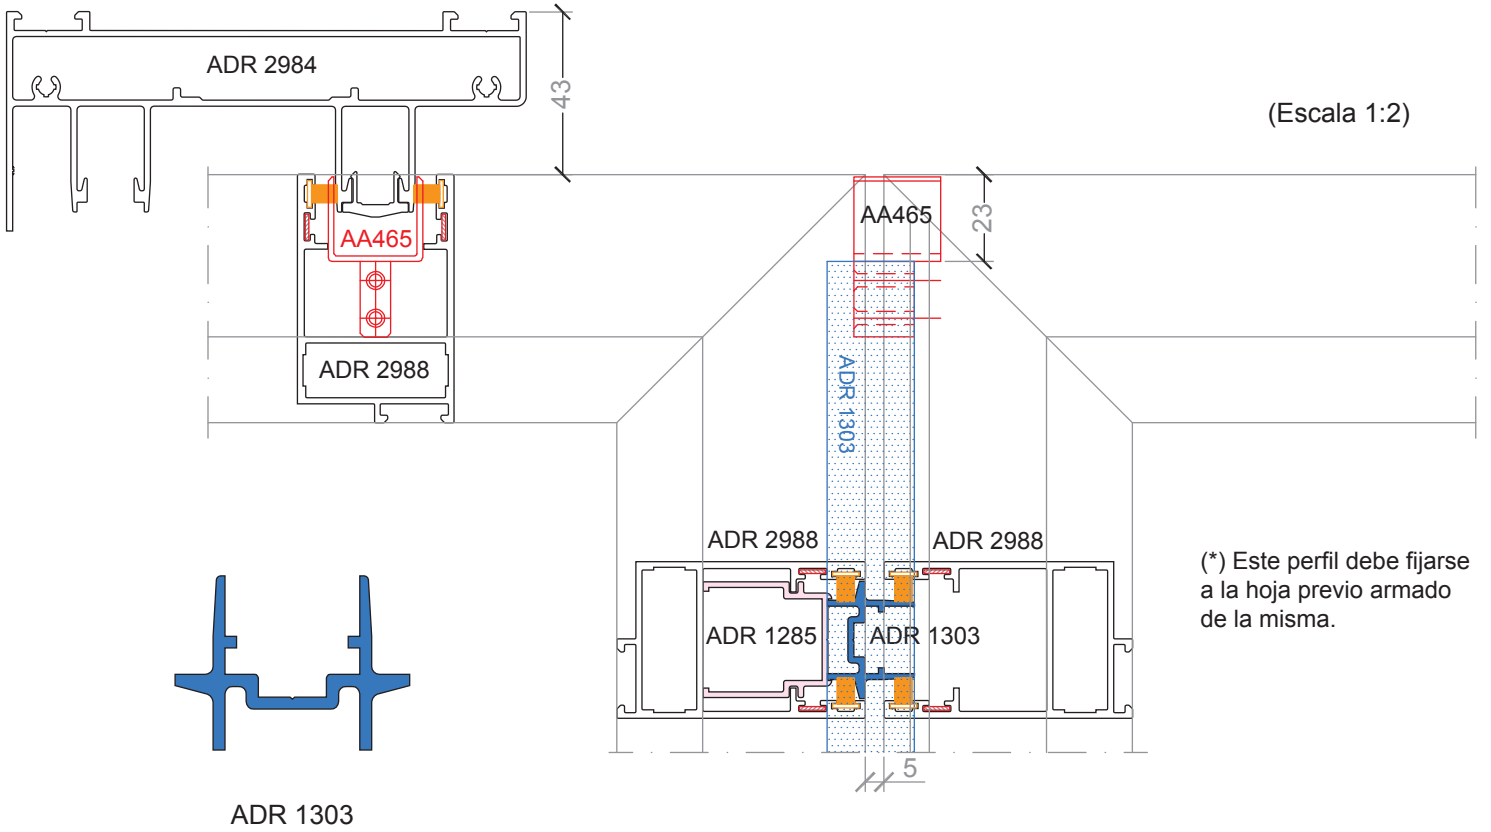 ADR 2984
43
(Escala 1:2)
AA465
AA465
23
ADR 2988
ADR 1303
ADR 2988
ADR 2988
(*) Este perfil debe fijarse
a la hoja previo armado
de la misma.
ADR 1285
ADR 1303
5
ADR 1303